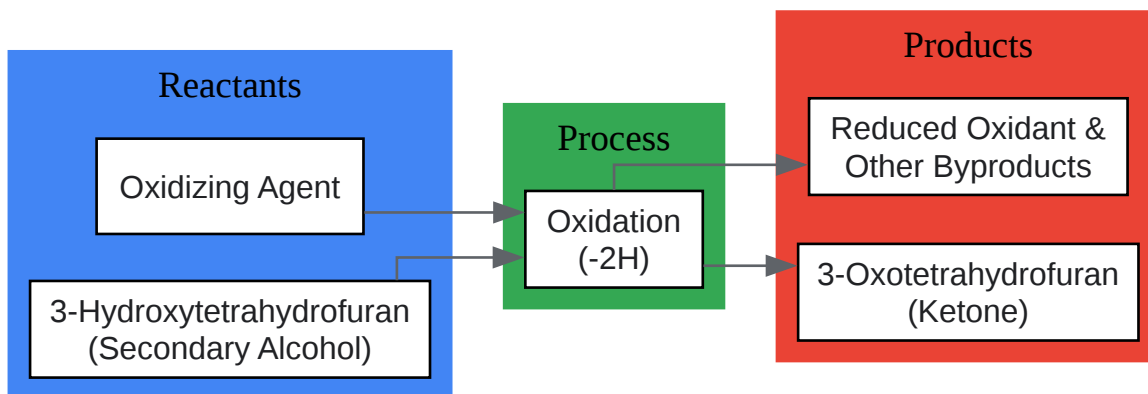 Reactants
Oxidizing Agent
3-Hydroxytetrahydrofuran
(Secondary Alcohol)
Process
Oxidation
(-2H)
Products
Reduced Oxidant &
Other Byproducts
3-Oxotetrahydrofuran
(Ketone)